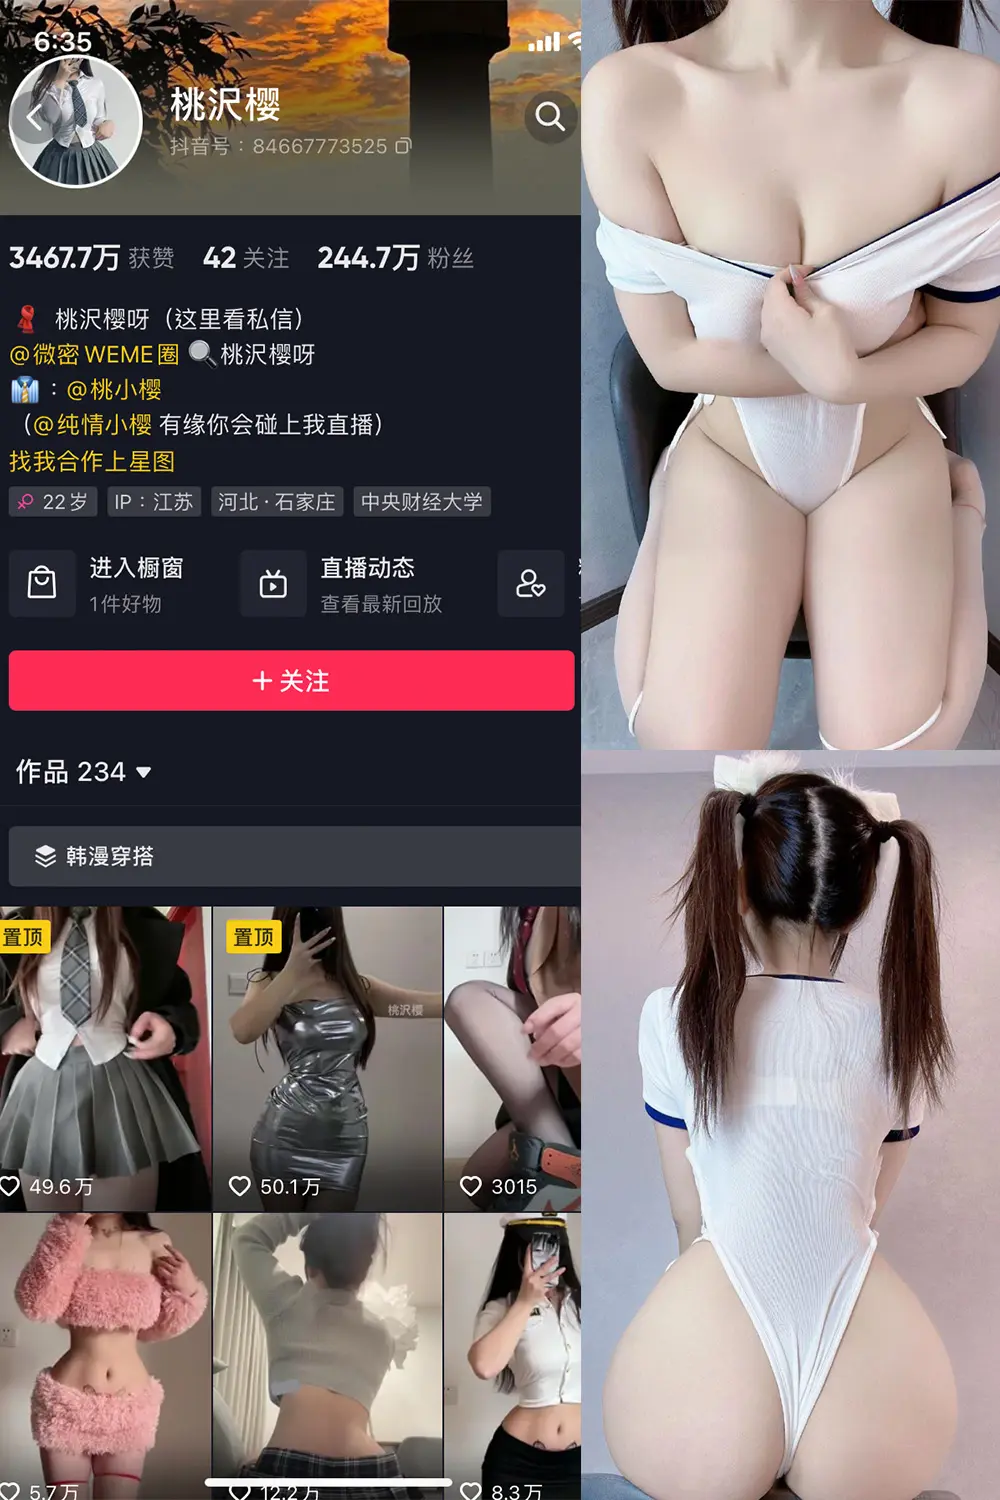 6:35
桃沢樱
抖音号：84667773525
3467.7万 获赞 42 关注 244.7万 粉丝
桃沢樱呀（这里看私信）
@微密 WEME圈 桃沢樱呀
：@桃小樱
（@纯情小樱 有缘你会碰上我直播）
找我合作上星图
22岁 IP：江苏 河北·石家庄 中央财经大学
进入橱窗 直播动态
1件好物 查看最新回放
+ 关注
作品 234
韩漫穿搭
置顶 置顶
桃沢樱
49.6万 50.1万 3015
5.7万 12.2万 8.3万